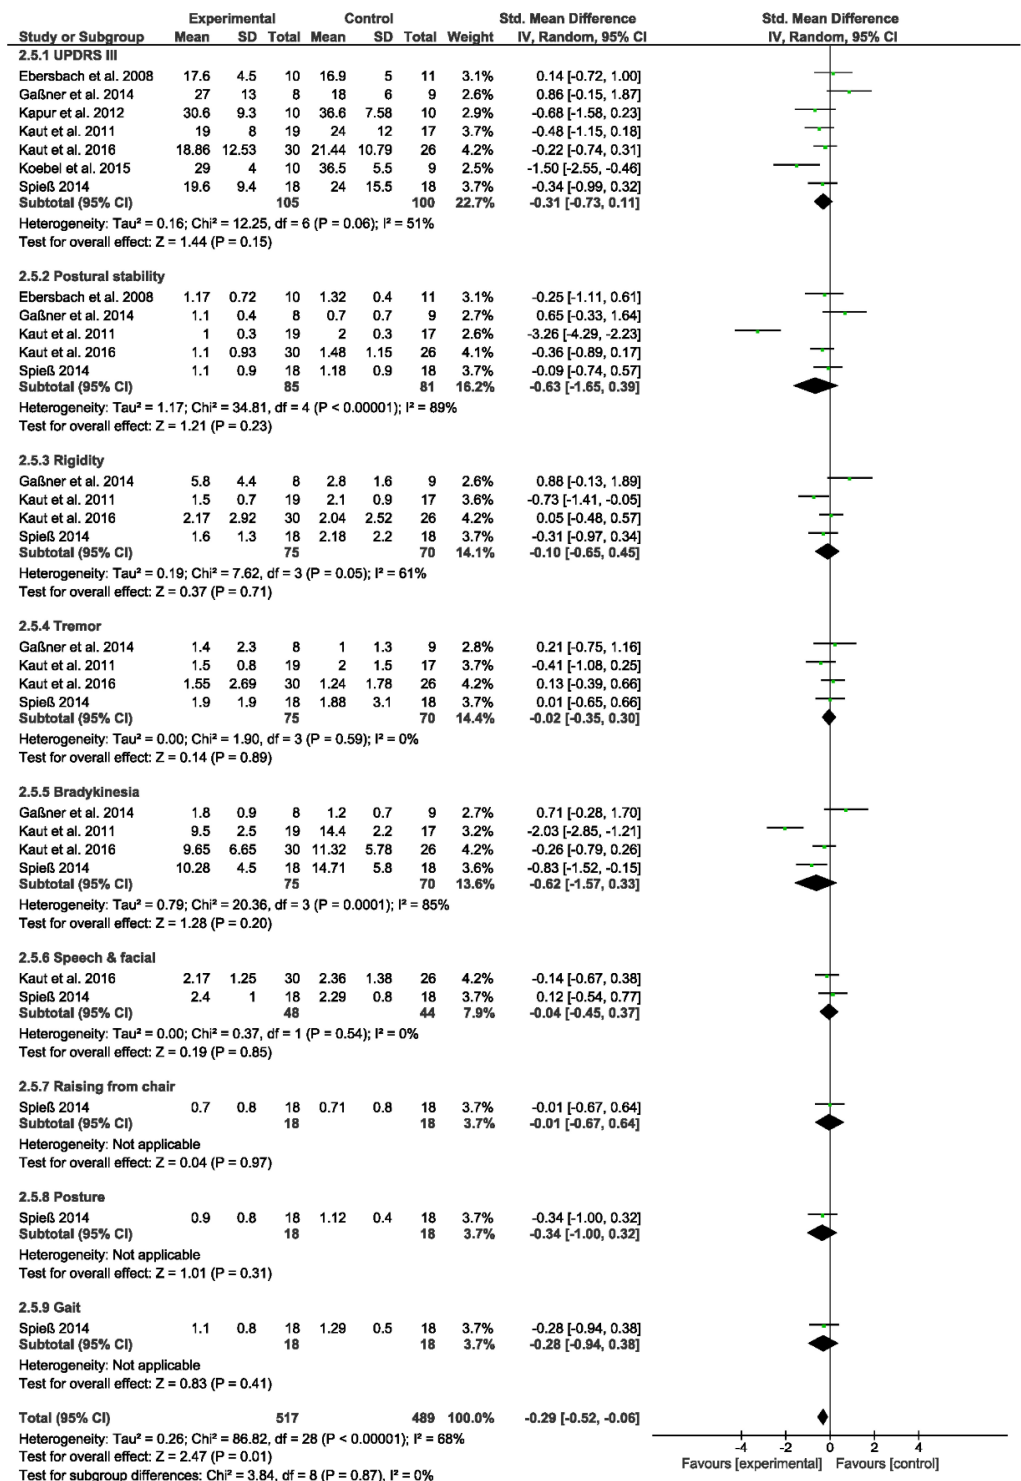 Experimental Control Std. Mean Difference Std. Mean Difference
Study or Subgroup Mean SD Total Mean SD Total Weight IV, Random, 95% CI IV, Random, 95% CI
2.5.1 UPDRS III
Ebersbach et al. 2008 17.6 4.5 10 16.9 5 11 3.1% 0.14 [-0.72, 1.00]
Gaßner et al. 2014 27 13 8 18 6 9 2.6% 0.86 [-0.15, 1.87]
Kapur et al. 2012 30.6 9.3 10 36.6 7.58 10 2.9% -0.68 [-1.58, 0.23]
Kaut et al. 2011 19 8 19 24 12 17 3.7% -0.48 [-1.15, 0.18]
Kaut et al. 2016 18.86 12.53 30 21.44 10.79 26 4.2% -0.22 [-0.74, 0.31]
Koebel et al. 2015 29 4 10 36.5 5.5 9 2.5% -1.50 [-2.55, -0.46]
Spieß 2014 19.6 9.4 18 24 15.5 18 3.7% -0.34 [-0.99, 0.32]
Subtotal (95% CI) 105 100 22.7% -0.31 [-0.73, 0.11]
Heterogeneity: Tau² = 0.16; Chi² = 12.25, df = 6 (P = 0.06); I² = 51%
Test for overall effect: Z = 1.44 (P = 0.15)
2.5.2 Postural stability
Ebersbach et al. 2008 1.17 0.72 10 1.32 0.4 11 3.1% -0.25 [-1.11, 0.61]
Gaßner et al. 2014 1.1 0.4 8 0.7 0.7 9 2.7% 0.65 [-0.33, 1.64]
Kaut et al. 2011 1 0.3 19 2 0.3 17 2.6% -3.26 [-4.29, -2.23]
Kaut et al. 2016 1.1 0.93 30 1.48 1.15 26 4.1% -0.36 [-0.89, 0.17]
Spieß 2014 1.1 0.9 18 1.18 0.9 18 3.7% -0.09 [-0.74, 0.57]
Subtotal (95% CI) 85 81 16.2% -0.63 [-1.65, 0.39]
Heterogeneity: Tau² = 1.17; Chi² = 34.81, df = 4 (P < 0.00001); I² = 89%
Test for overall effect: Z = 1.21 (P = 0.23)
2.5.3 Rigidity
Gaßner et al. 2014 5.8 4.4 8 2.8 1.6 9 2.6% 0.88 [-0.13, 1.89]
Kaut et al. 2011 1.5 0.7 19 2.1 0.9 17 3.6% -0.73 [-1.41, -0.05]
Kaut et al. 2016 2.17 2.92 30 2.04 2.52 26 4.2% 0.05 [-0.48, 0.57]
Spieß 2014 1.6 1.3 18 2.18 2.2 18 3.7% -0.31 [-0.97, 0.34]
Subtotal (95% CI) 75 70 14.1% -0.10 [-0.65, 0.45]
Heterogeneity: Tau² = 0.19; Chi² = 7.62, df = 3 (P = 0.05); I² = 61%
Test for overall effect: Z = 0.37 (P = 0.71)
2.5.4 Tremor
Gaßner et al. 2014 1.4 2.3 8 1 1.3 9 2.8% 0.21 [-0.75, 1.16]
Kaut et al. 2011 1.5 0.8 19 2 1.5 17 3.7% -0.41 [-1.08, 0.25]
Kaut et al. 2016 1.55 2.69 30 1.24 1.78 26 4.2% 0.13 [-0.39, 0.66]
Spieß 2014 1.9 1.9 18 1.88 3.1 18 3.7% 0.01 [-0.65, 0.66]
Subtotal (95% CI) 75 70 14.4% -0.02 [-0.35, 0.30]
Heterogeneity: Tau² = 0.00; Chi² = 1.90, df = 3 (P = 0.59); I² = 0%
Test for overall effect: Z = 0.14 (P = 0.89)
2.5.5 Bradykinesia
Gaßner et al. 2014 1.8 0.9 8 1.2 0.7 9 2.7% 0.71 [-0.28, 1.70]
Kaut et al. 2011 9.5 2.5 19 14.4 2.2 17 3.2% -2.03 [-2.85, -1.21]
Kaut et al. 2016 9.65 6.65 30 11.32 5.78 26 4.2% -0.26 [-0.79, 0.26]
Spieß 2014 10.28 4.5 18 14.71 5.8 18 3.6% -0.83 [-1.52, -0.15]
Subtotal (95% CI) 75 70 13.6% -0.62 [-1.57, 0.33]
Heterogeneity: Tau² = 0.79; Chi² = 20.36, df = 3 (P = 0.0001); I² = 85%
Test for overall effect: Z = 1.28 (P = 0.20)
2.5.6 Speech & facial
Kaut et al. 2016 2.17 1.25 30 2.36 1.38 26 4.2% -0.14 [-0.67, 0.38]
Spieß 2014 2.4 1 18 2.29 0.8 18 3.7% 0.12 [-0.54, 0.77]
Subtotal (95% CI) 48 44 7.9% -0.04 [-0.45, 0.37]
Heterogeneity: Tau² = 0.00; Chi² = 0.37, df = 1 (P = 0.54); I² = 0%
Test for overall effect: Z = 0.19 (P = 0.85)
2.5.7 Raising from chair
Spieß 2014 0.7 0.8 18 0.71 0.8 18 3.7% -0.01 [-0.67, 0.64]
Subtotal (95% CI) 18 18 3.7% -0.01 [-0.67, 0.64]
Heterogeneity: Not applicable
Test for overall effect: Z = 0.04 (P = 0.97)
2.5.8 Posture
Spieß 2014 0.9 0.8 18 1.12 0.4 18 3.7% -0.34 [-1.00, 0.32]
Subtotal (95% CI) 18 18 3.7% -0.34 [-1.00, 0.32]
Heterogeneity: Not applicable
Test for overall effect: Z = 1.01 (P = 0.31)
2.5.9 Gait
Spieß 2014 1.1 0.8 18 1.29 0.5 18 3.7% -0.28 [-0.94, 0.38]
Subtotal (95% CI) 18 18 3.7% -0.28 [-0.94, 0.38]
Heterogeneity: Not applicable
Test for overall effect: Z = 0.83 (P = 0.41)
Total (95% CI) 517 489 100.0% -0.29 [-0.52, -0.06]
Heterogeneity: Tau² = 0.26; Chi² = 86.82, df = 28 (P < 0.00001); I² = 68%
Test for overall effect: Z = 2.47 (P = 0.01)
Test for subgroup differences: Chi² = 3.84, df = 8 (P = 0.87), I² = 0%
-4 -2 0 2 4
Favours [experimental] Favours [control]